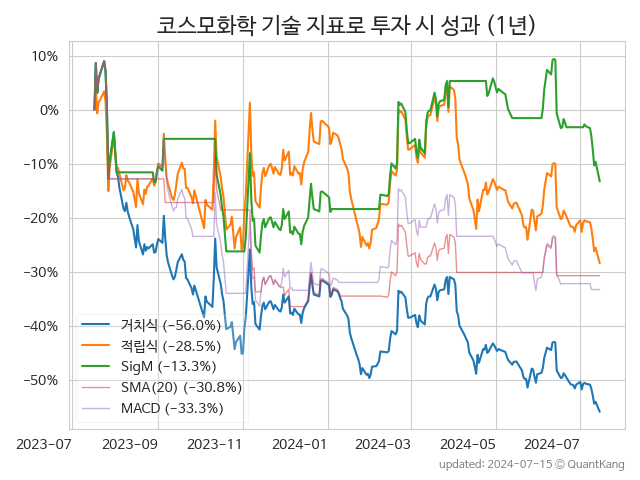 코스모화학 기술 지표로 투자 시 성과 (1년)
10%
0%
−10%
−20%
−30%
−40%
−50%
거치식 (−56.0%)
적립식 (−28.5%)
SigM (−13.3%)
SMA(20) (−30.8%)
MACD (−33.3%)
2023-07
2023-09
2023-11
2024-01
2024-03
2024-05
2024-07
updated: 2024-07-15 © QuantKang